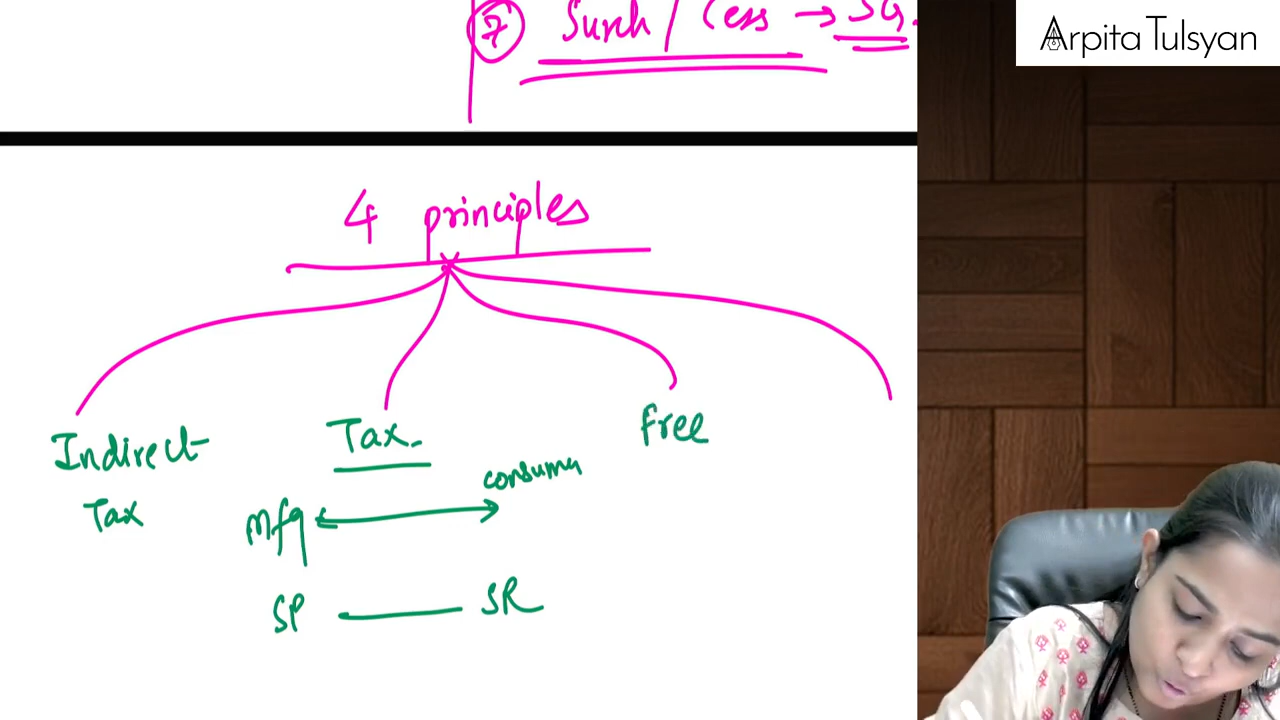 ⑦ Surch / Cess → SG.
Arpita Tulsyan
4 principles
Indirect
Tax
Tax.
Mfg ↔ consumer
SP — SR
free